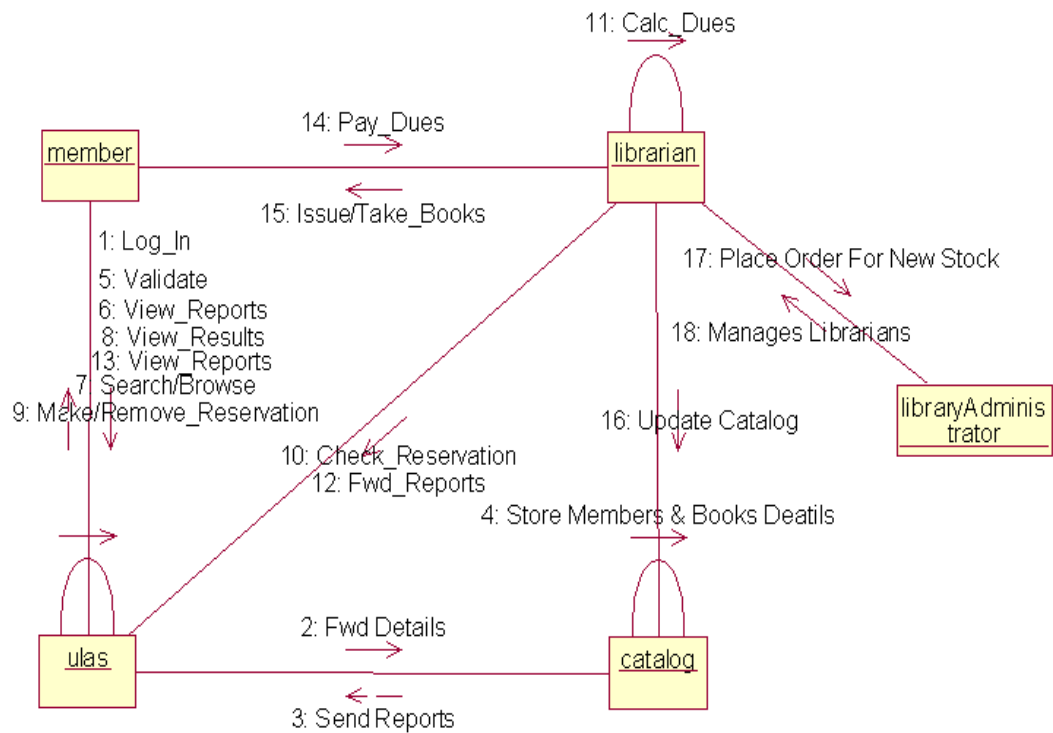 11: Calc_Dues
14: Pay_Dues
member
librarian
15: Issue/Take_Books
1: Log_In
17: Place Order For New Stock
5: Validate
6: View_Reports
8: View_Results
18: Manages Librarians
13: View_Reports
7: Search/Browse
9: Make/Remove_Reservation
libraryAdminis
trator
16: Update Catalog
10: Check_Reservation
12: Fwd_Reports
4: Store Members & Books Deatils
2: Fwd Details
ulas
catalog
3: Send Reports